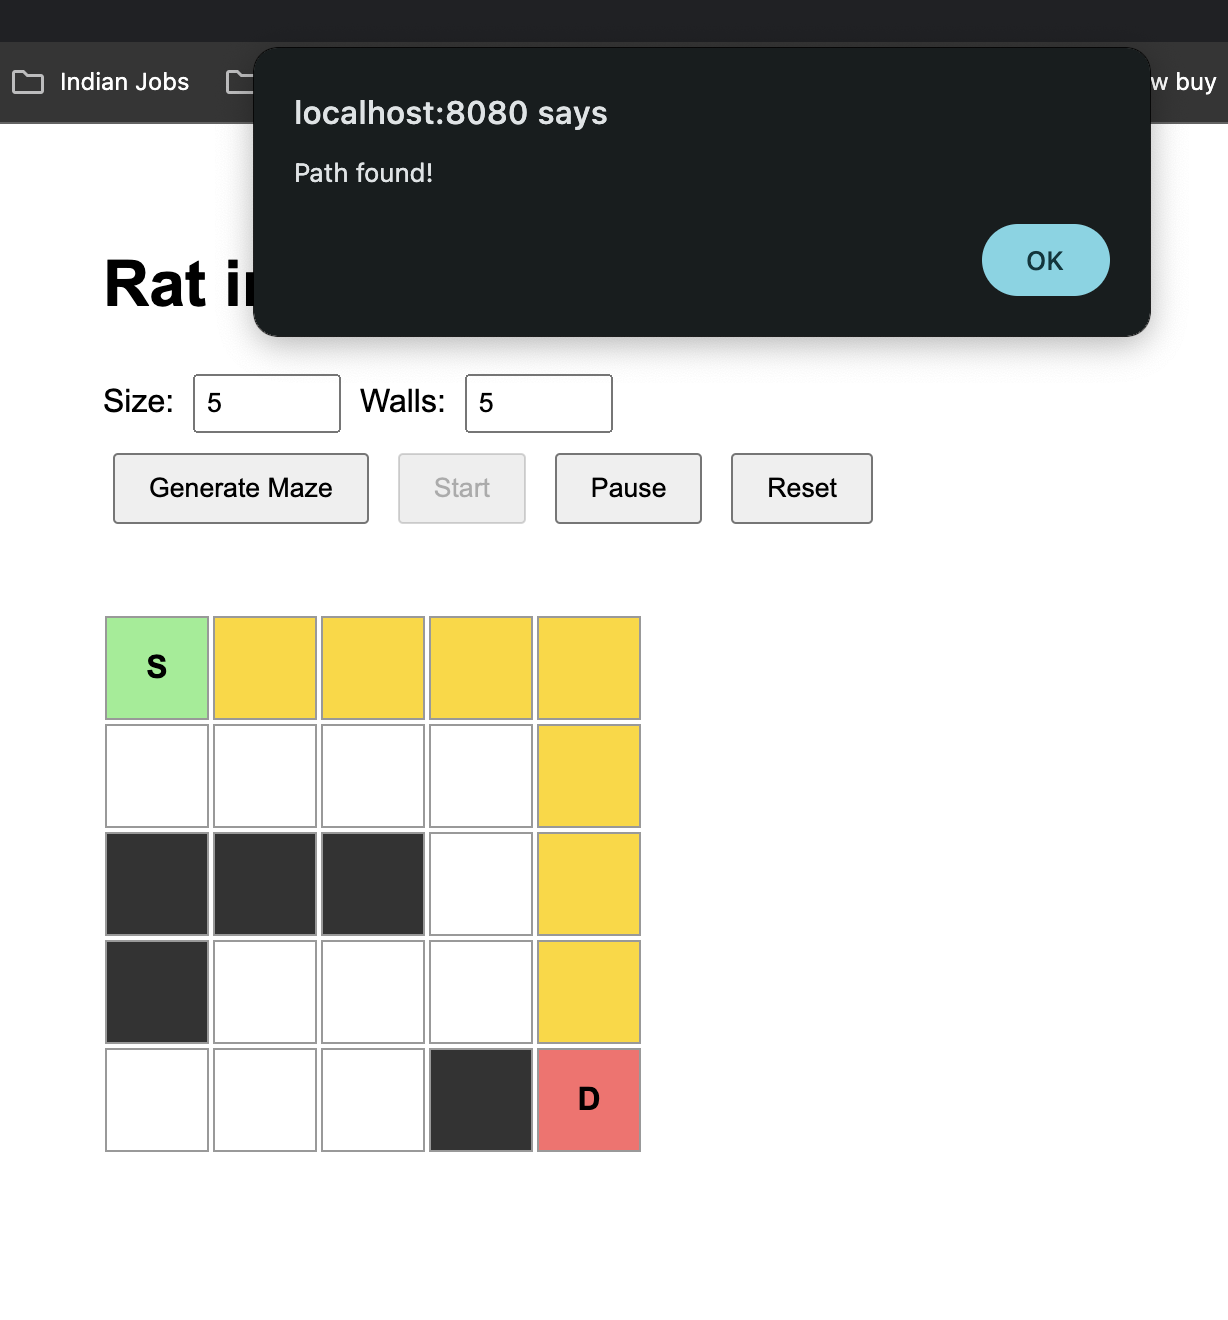 Indian Jobs
w buy
localhost:8080 says
Path found!
OK
Rat
Size: 5 Walls: 5
Generate Maze Start Pause Reset
S
D